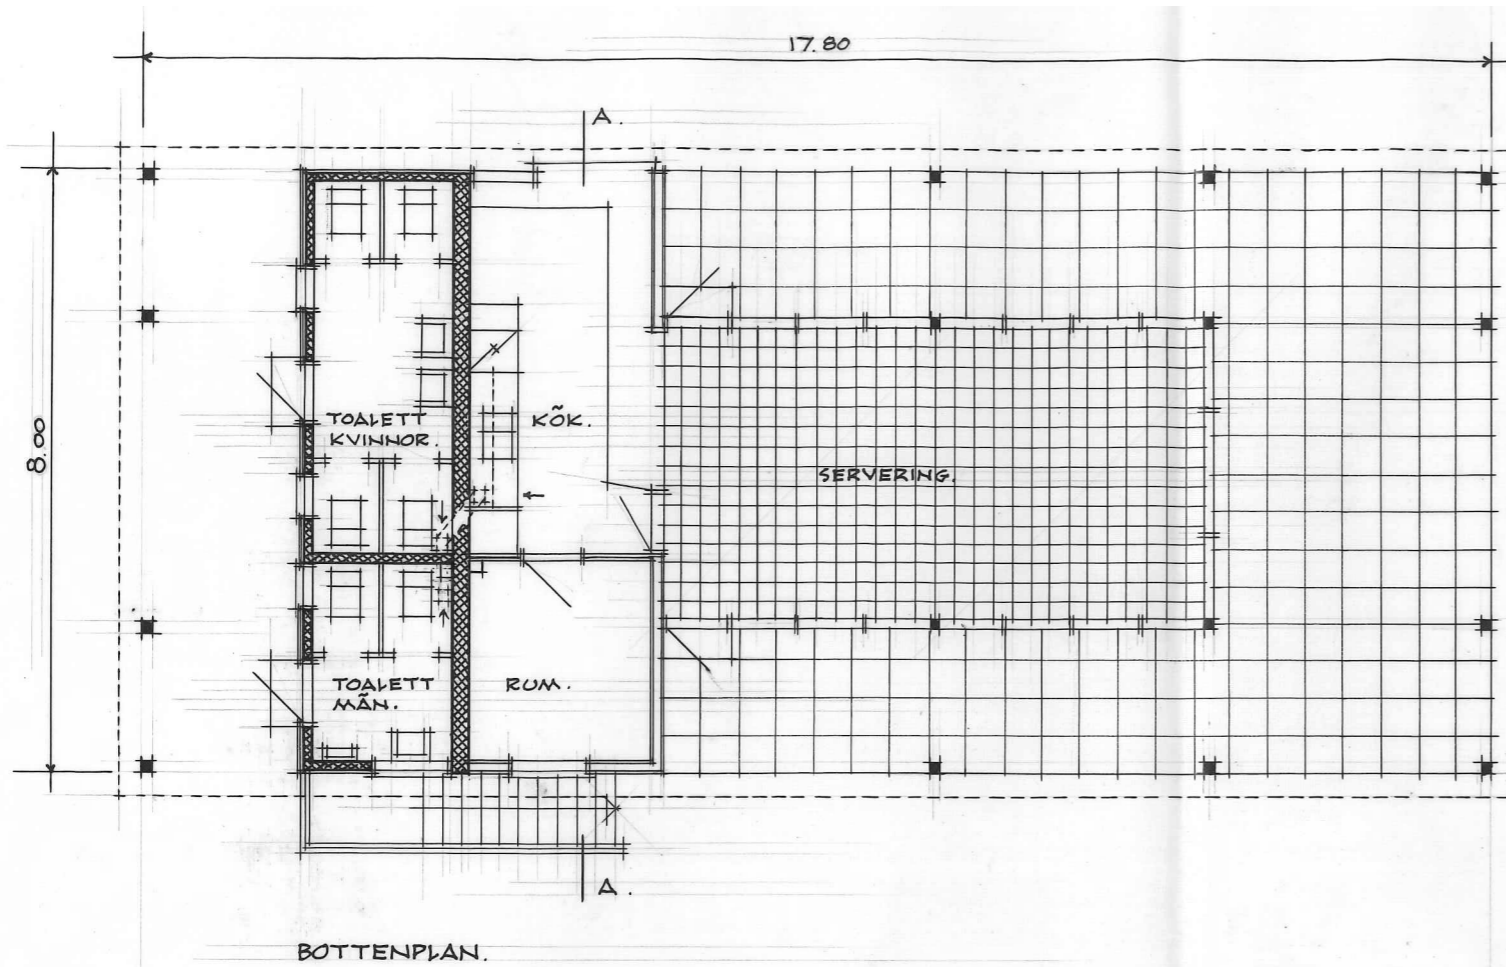 17.80
A.
8.00
TOALETT
KVINNOR.
KÖK.
SERVERING.
TOALETT
MÄN.
RUM.
A.
BOTTENPLAN.